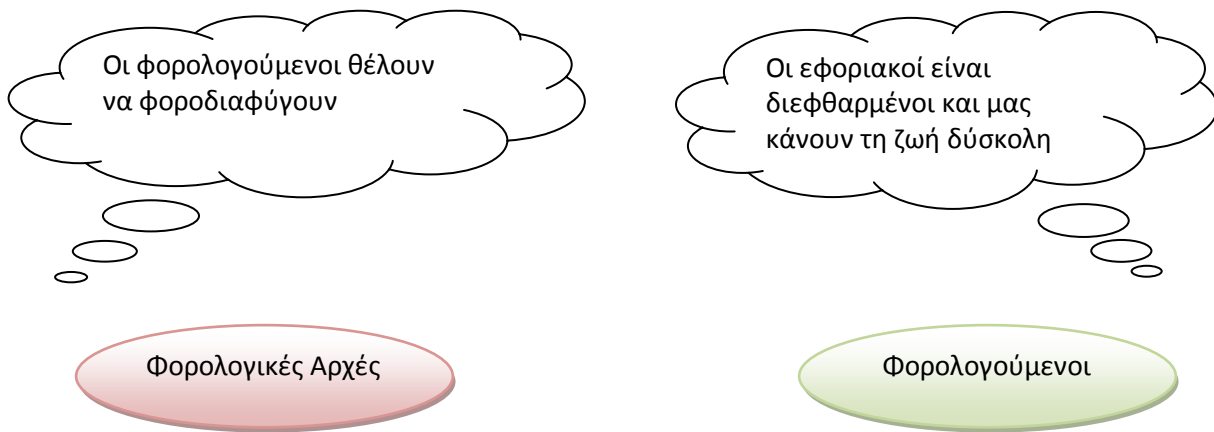 Οι φορολογούμενοι θέλουν
να φοροδιαφύγουν
Οι εφοριακοί είναι
διεφθαρμένοι και μας
κάνουν τη ζωή δύσκολη
Φορολογικές Αρχές
Φορολογούμενοι